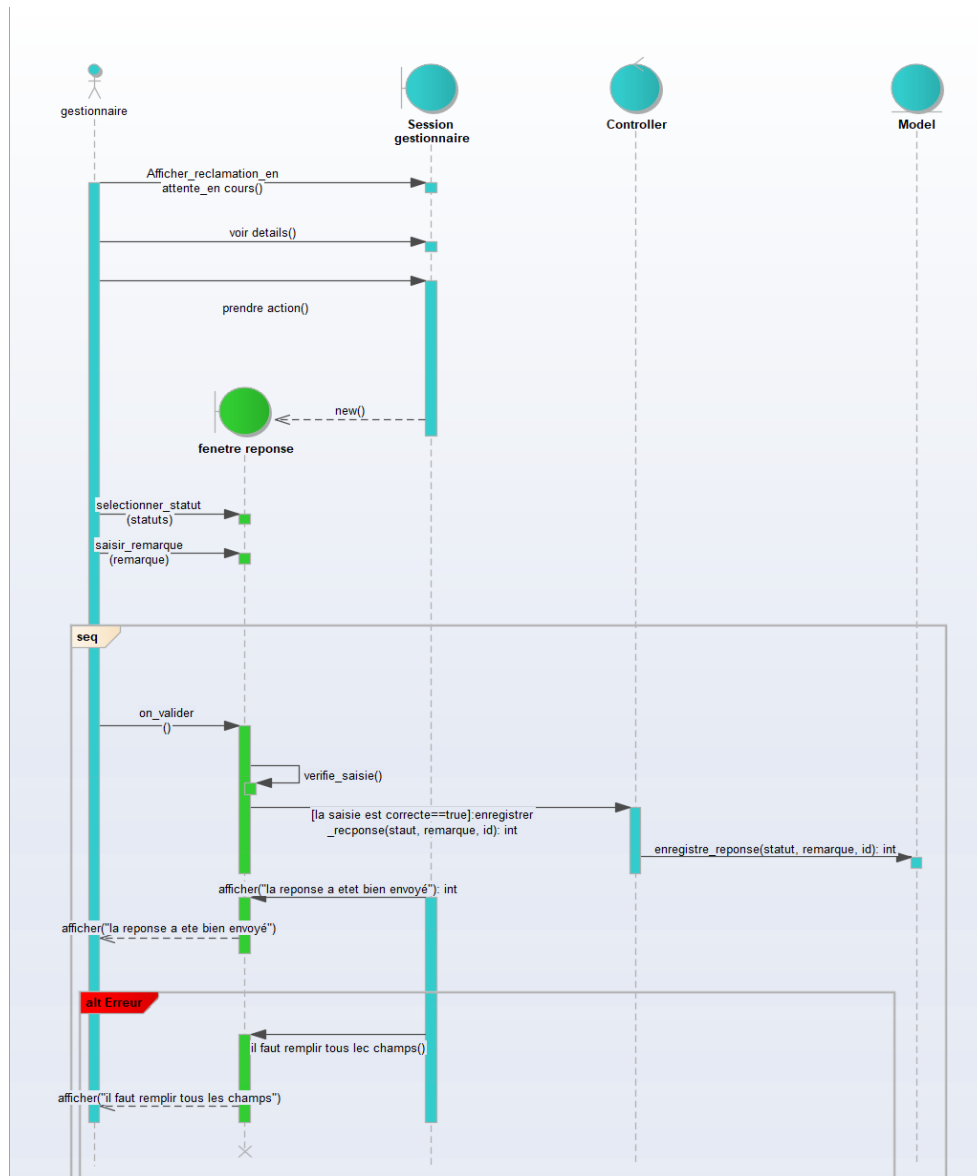 gestionnaire
Session
gestionnaire
Controller
Model
Afficher_reclamation_en
attente_en cours()
voir details()
prendre action()
new()
fenetre reponse
selectionner_statut
(statuts)
saisir_remarque
(remarque)
seq
on_valider
()
verifie_saisie()
[la saisie est correcte==true]:enregistrer
_recponse(staut, remarque, id): int
enregistre_reponse(statut, remarque, id): int
afficher("la reponse a etet bien envoyé"): int
afficher("la reponse a ete bien envoyé")
alt Erreur
il faut remplir tous lec champs()
afficher("il faut remplir tous les champs")